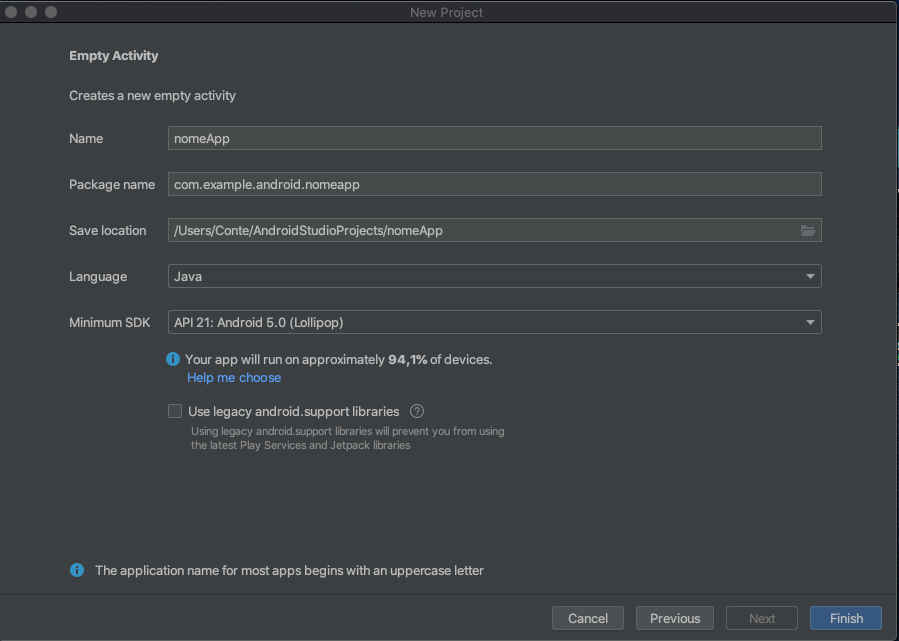 New Project
Empty Activity
Creates a new empty activity
Name nomeApp
Package name com.example.android.nomeapp
Save location /Users/Conte/AndroidStudioProjects/nomeApp
Language Java
Minimum SDK API 21: Android 5.0 (Lollipop)
Your app will run on approximately 94,1% of devices.
Help me choose
Use legacy android.support libraries
Using legacy android.support libraries will prevent you from using
the latest Play Services and Jetpack libraries
The application name for most apps begins with an uppercase letter
Cancel Previous Next Finish